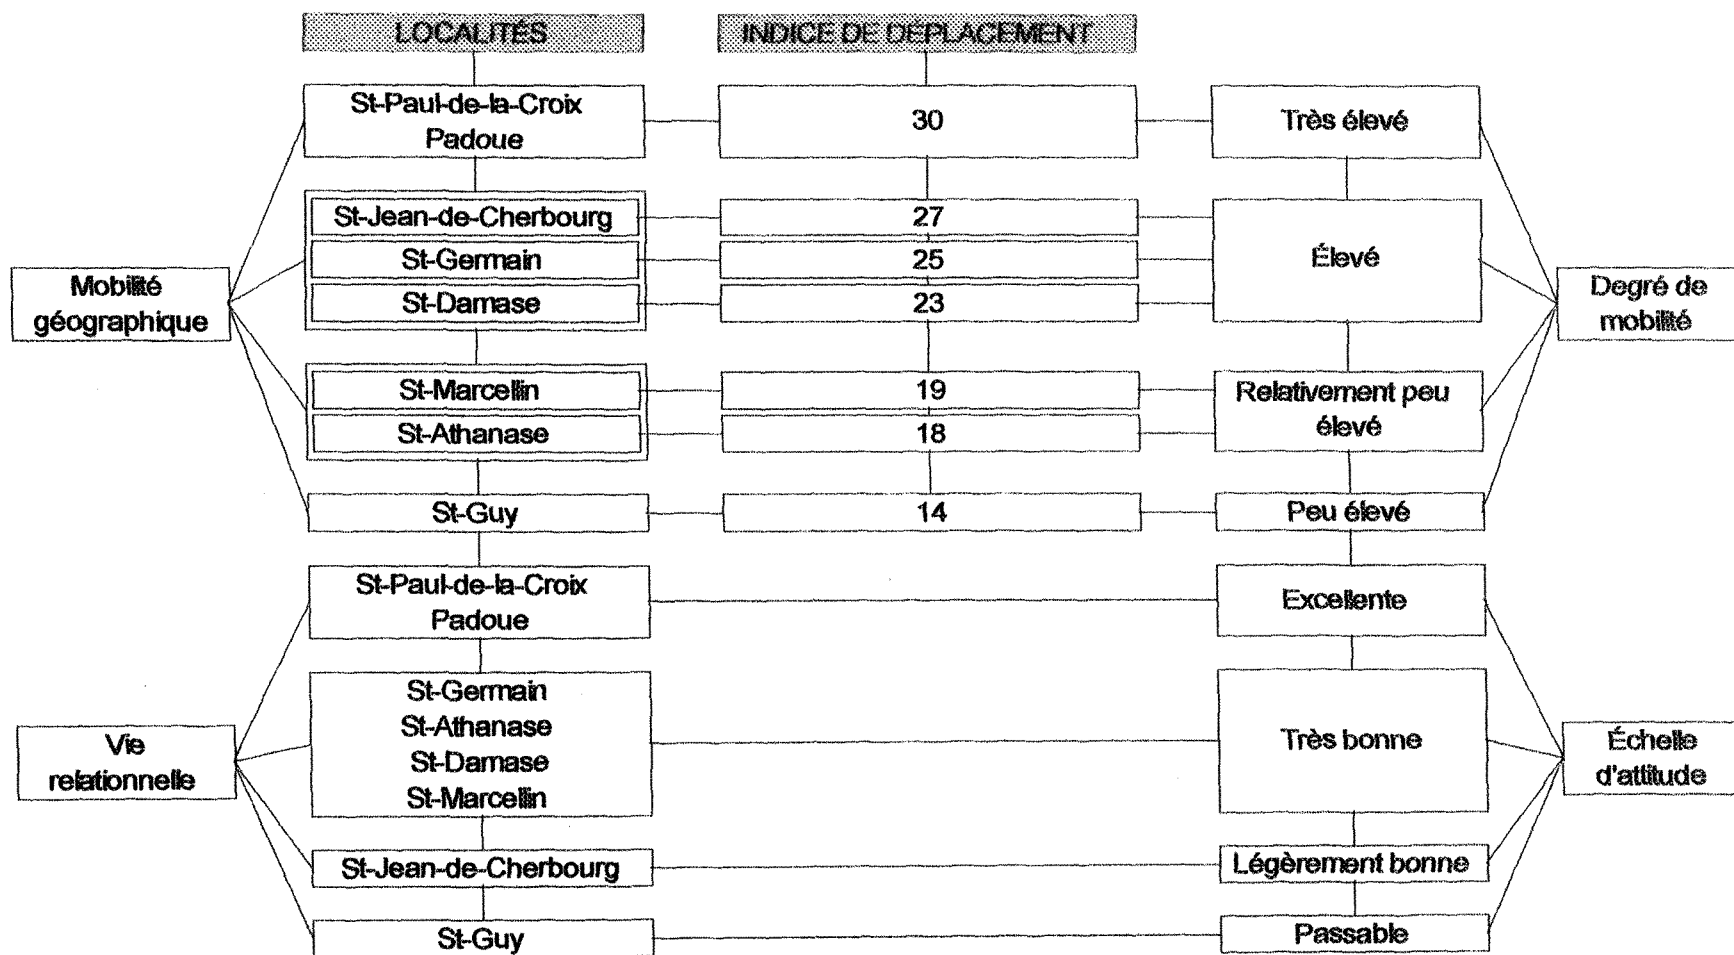 LOCALITÉS
INDICE DE DÉPLACEMENT
St-Paul-de-la-Croix
Padoue
30
Très élevé
St-Jean-de-Cherbourg
27
St-Germain
25
Élevé
St-Damase
23
Mobilité
géographique
Degré de
mobilité
St-Marcellin
19
Relativement peu
élevé
St-Athanase
18
St-Guy
14
Peu élevé
St-Paul-de-la-Croix
Padoue
Excellente
St-Germain
St-Athanase
St-Damase
St-Marcellin
Très bonne
Vie
relationnelle
Échelle
d'attitude
St-Jean-de-Cherbourg
Légèrement bonne
St-Guy
Passable